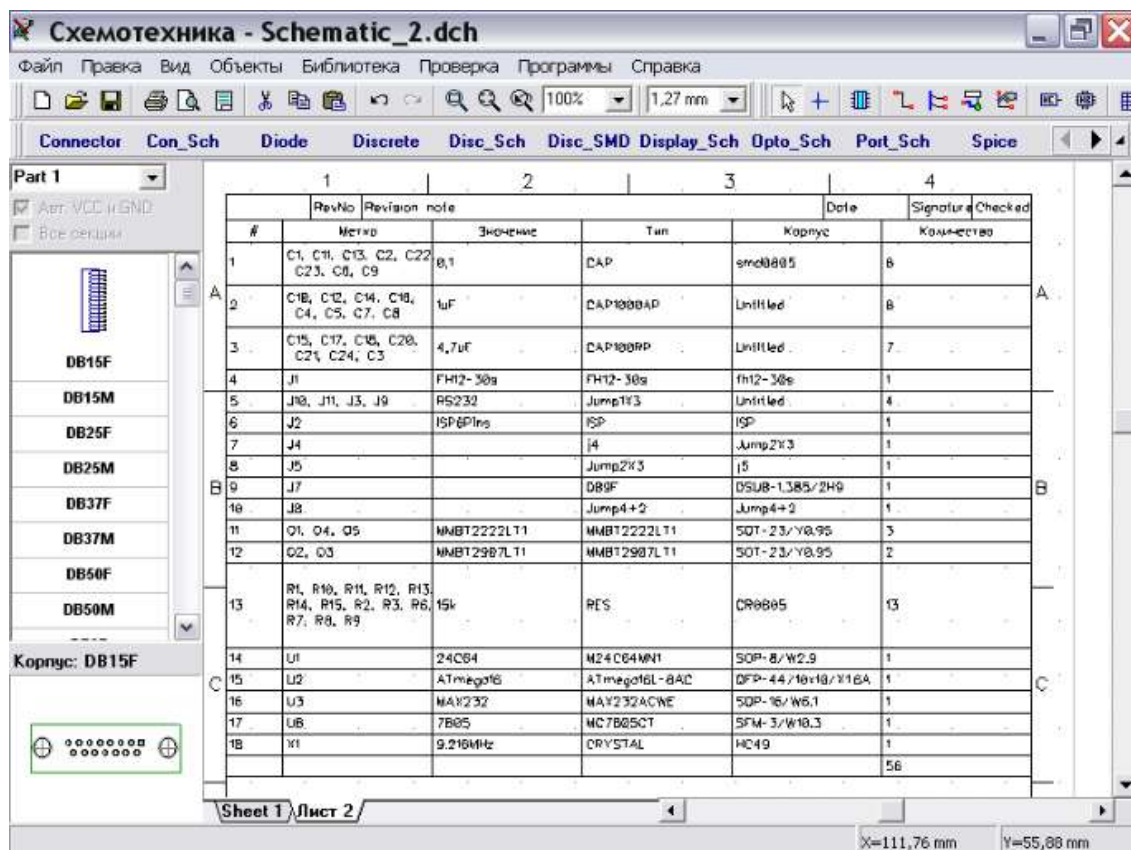 Схемотехника - Schematic_2.dch
Файл Правка Вид Объекты Библиотека Проверка Программы Справка
100% 1,27 mm
Connector Con_Sch Diode Discrete Disc_Sch Disc_SMD Display_Sch Opto_Sch Port_Sch Spice
Part 1
Авт. VCC и GND
Все секции
DB15F
DB15M
DB25F
DB25M
DB37F
DB37M
DB50F
DB50M
Корпус: DB15F
1 2 3 4
RevNo Revision note Date Signature Checked
# Метка Значение Тип Корпус Количество
1 C1, C11, C13, C2, C22, 0,1 CAP smd0805 8
C23, C6, C9
A A
2 C10, C12, C14, C16, 1uF CAP100AP Untitled 8
C4, C5, C7, C8
3 C15, C17, C18, C20, 4,7uF CAP100RP Untitled 7
C21, C24, C3
4 J1 FH12-30s FH12-30s fh12-30s 1
5 J10, J11, J3, J9 RS232 Jump1X3 Untitled 4
6 J2 ISP6Pins ISP ISP 1
7 J4 j4 Jump2X3 1
8 J5 Jump2X3 j5 1
B 9 J7 DB9F DSUB-1.385/2H9 1 B
10 J8 Jump4+2 Jump4+2 1
11 Q1, Q4, Q5 MMBT2222LT1 MMBT2222LT1 SOT-23/Y0.95 3
12 Q2, Q3 MMBT2907LT1 MMBT2907LT1 SOT-23/Y0.95 2
13 R1, R10, R11, R12, R13, 15k RES CR0805 13
R14, R15, R2, R3, R6,
R7, R8, R9
14 U1 24C64 M24C64MN1 SOP-8/W2.9 1
C 15 U2 ATmega16 ATmega16L-8AC QFP-44/10x10/X16A 1 C
16 U3 MAX232 MAX232ACWE SOP-16/W6.1 1
17 U6 7805 MC7805CT SFM-3/W10.3 1
18 X1 9.216MHz CRYSTAL HC49 1
56
Sheet 1 Лист 2
X=111,76 mm Y=55,88 mm